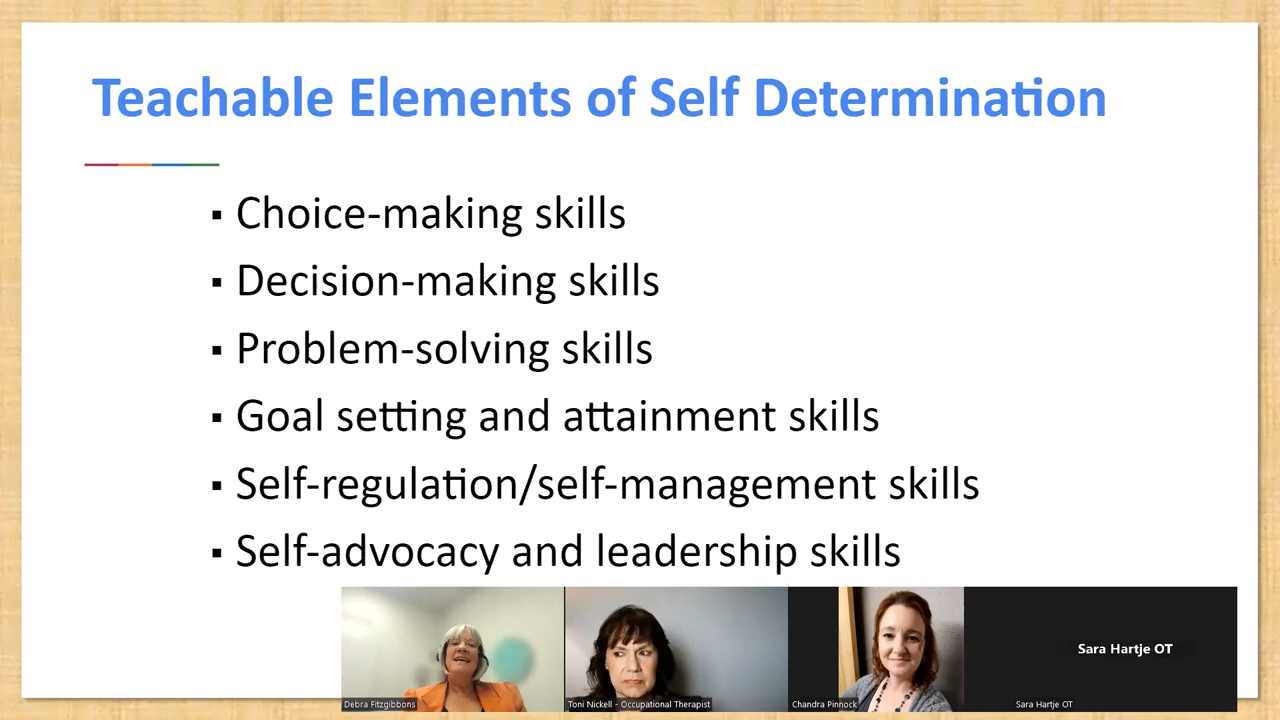 Teachable Elements of Self Determination
▪ Choice-making skills
▪ Decision-making skills
▪ Problem-solving skills
▪ Goal setting and attainment skills
▪ Self-regulation/self-management skills
▪ Self-advocacy and leadership skills
Sara Hartje OT
Debra Fitzgibbons
Toni Nickell - Occupational Therapist
Chandra Pinnock
Sara Hartje OT